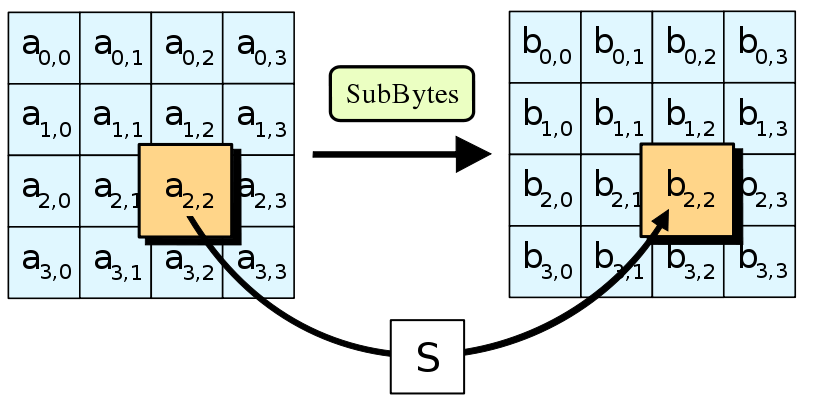 a0,0 a0,1 a0,2 a0,3
a1,0 a1,1 a1,2 a1,3
a2,0 a2,1 a2,2 a2,3
a3,0 a3,1 a3,2 a3,3
SubBytes
b0,0 b0,1 b0,2 b0,3
b1,0 b1,1 b1,2 b1,3
b2,0 b2,1 b2,2 b2,3
b3,0 b3,1 b3,2 b3,3
S